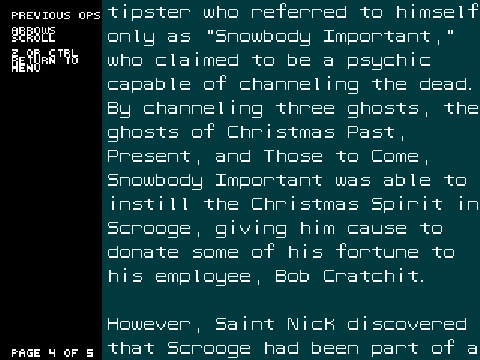 PREVIOUS OPS
ARROWS
SCROLL
Z OR CTRL
RETURN TO
MENU
PAGE 4 OF 5
tipster who referred to himself
only as "Snowbody Important,"
who claimed to be a psychic
capable of channeling the dead.
By channeling three ghosts, the
ghosts of Christmas Past,
Present, and Those to Come,
Snowbody Important was able to
instill the Christmas Spirit in
Scrooge, giving him cause to
donate some of his fortune to
his employee, Bob Cratchit.
However, Saint Nick discovered
that Scrooge had been part of a